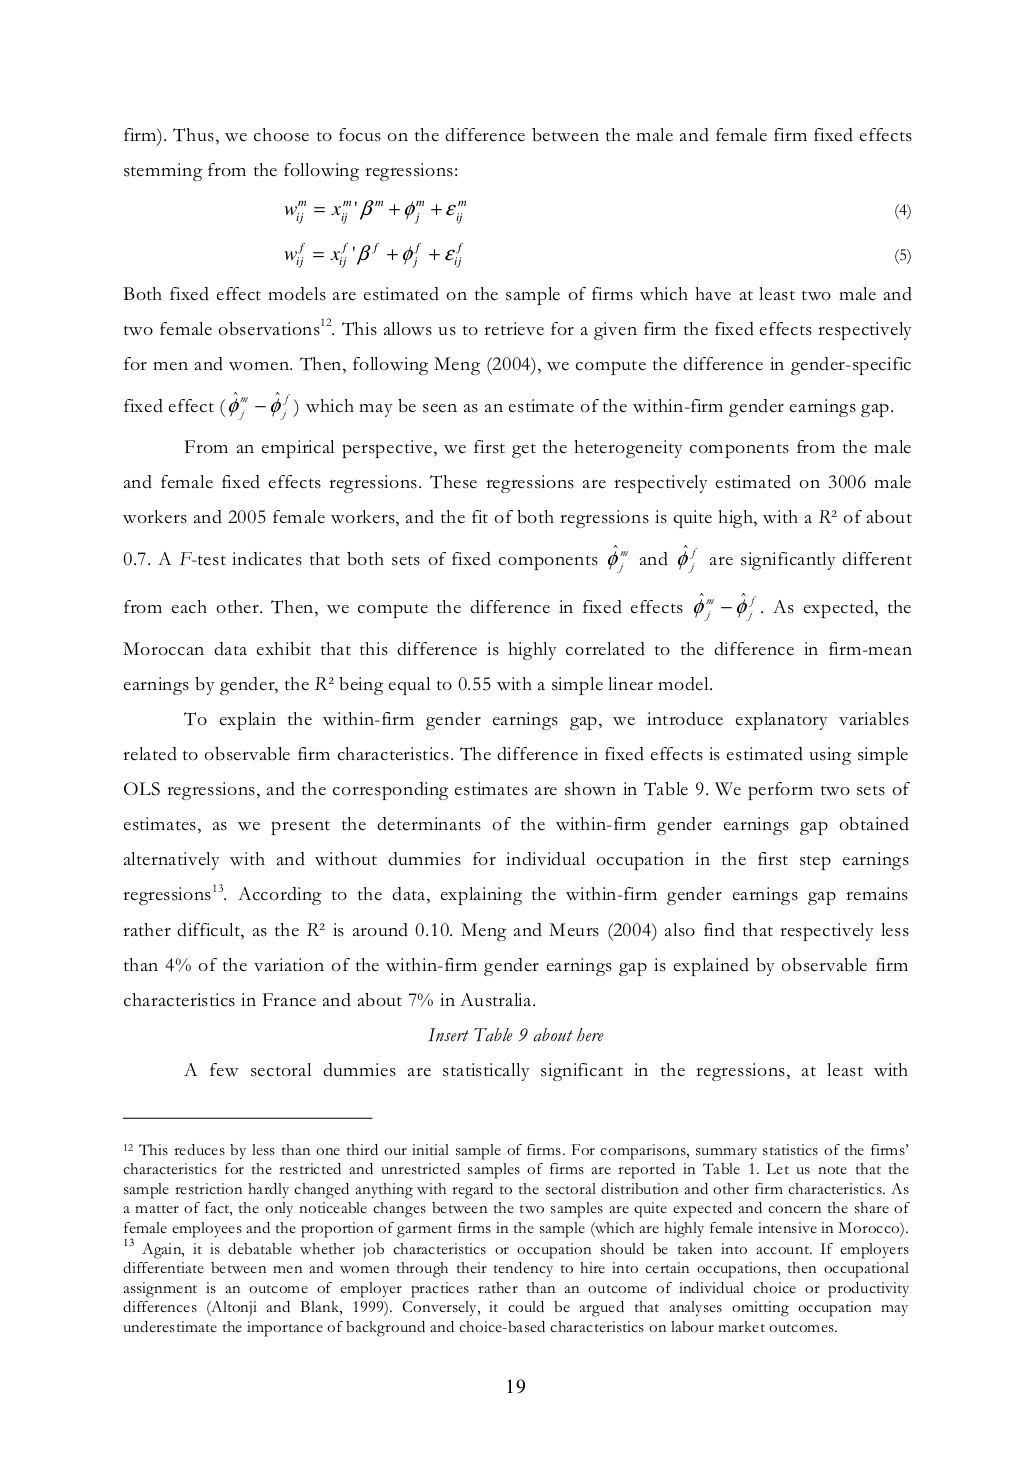 firm). Thus, we choose to focus on the difference between the male and female firm fixed effects
stemming from the following regressions:
w_{ij}^{m} = x_{ij}^{m}' β^{m} + ϕ_{j}^{m} + ε_{ij}^{m} (4)
w_{ij}^{f} = x_{ij}^{f}' β^{f} + ϕ_{j}^{f} + ε_{ij}^{f} (5)
Both fixed effect models are estimated on the sample of firms which have at least two male and
two female observations¹². This allows us to retrieve for a given firm the fixed effects respectively
for men and women. Then, following Meng (2004), we compute the difference in gender-specific
fixed effect (ϕ̂_{j}^{m} − ϕ̂_{j}^{f}) which may be seen as an estimate of the within-firm gender earnings gap.
From an empirical perspective, we first get the heterogeneity components from the male
and female fixed effects regressions. These regressions are respectively estimated on 3006 male
workers and 2005 female workers, and the fit of both regressions is quite high, with a R² of about
0.7. A F-test indicates that both sets of fixed components ϕ̂_{j}^{m} and ϕ̂_{j}^{f} are significantly different
from each other. Then, we compute the difference in fixed effects ϕ̂_{j}^{m} − ϕ̂_{j}^{f}. As expected, the
Moroccan data exhibit that this difference is highly correlated to the difference in firm-mean
earnings by gender, the R² being equal to 0.55 with a simple linear model.
To explain the within-firm gender earnings gap, we introduce explanatory variables
related to observable firm characteristics. The difference in fixed effects is estimated using simple
OLS regressions, and the corresponding estimates are shown in Table 9. We perform two sets of
estimates, as we present the determinants of the within-firm gender earnings gap obtained
alternatively with and without dummies for individual occupation in the first step earnings
regressions¹³. According to the data, explaining the within-firm gender earnings gap remains
rather difficult, as the R² is around 0.10. Meng and Meurs (2004) also find that respectively less
than 4% of the variation of the within-firm gender earnings gap is explained by observable firm
characteristics in France and about 7% in Australia.
Insert Table 9 about here
A few sectoral dummies are statistically significant in the regressions, at least with
¹² This reduces by less than one third our initial sample of firms. For comparisons, summary statistics of the firms’
characteristics for the restricted and unrestricted samples of firms are reported in Table 1. Let us note that the
sample restriction hardly changed anything with regard to the sectoral distribution and other firm characteristics. As
a matter of fact, the only noticeable changes between the two samples are quite expected and concern the share of
female employees and the proportion of garment firms in the sample (which are highly female intensive in Morocco).
¹³ Again, it is debatable whether job characteristics or occupation should be taken into account. If employers
differentiate between men and women through their tendency to hire into certain occupations, then occupational
assignment is an outcome of employer practices rather than an outcome of individual choice or productivity
differences (Altonji and Blank, 1999). Conversely, it could be argued that analyses omitting occupation may
underestimate the importance of background and choice-based characteristics on labour market outcomes.
19